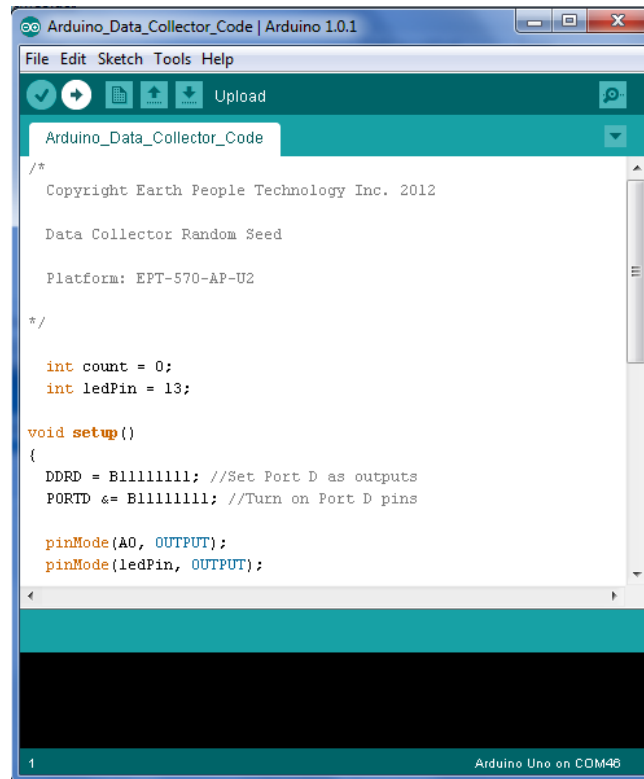 Arduino_Data_Collector_Code | Arduino 1.0.1
File Edit Sketch Tools Help
Upload
Arduino_Data_Collector_Code
/*
Copyright Earth People Technology Inc. 2012
Data Collector Random Seed
Platform: EPT-570-AP-U2
*/
int count = 0;
int ledPin = 13;
void setup()
{
DDRD = B11111111; //Set Port D as outputs
PORTD &= B11111111; //Turn on Port D pins
pinMode(A0, OUTPUT);
pinMode(ledPin, OUTPUT);
1
Arduino Uno on COM46